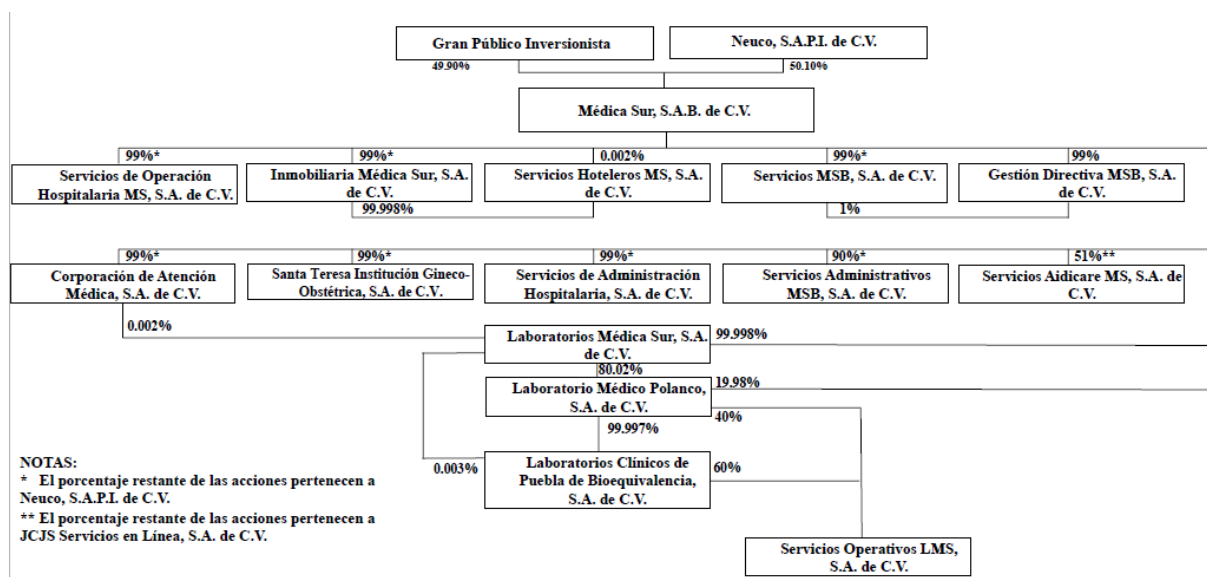 Gran Público Inversionista
Neuco, S.A.P.I. de C.V.
49.90%
50.10%
Médica Sur, S.A.B. de C.V.
99%*
99%*
0.002%
99%*
99%
Servicios de Operación
Hospitalaria MS, S.A. de C.V.
Inmobiliaria Médica Sur, S.A.
de C.V.
Servicios Hoteleros MS, S.A.
de C.V.
Servicios MSB, S.A. de C.V.
Gestión Directiva MSB, S.A.
de C.V.
99.998%
1%
99%*
99%*
99%*
90%*
51%**
Corporación de Atención
Médica, S.A. de C.V.
Santa Teresa Institución Gineco-
Obstétrica, S.A. de C.V.
Servicios de Administración
Hospitalaria, S.A. de C.V.
Servicios Administrativos
MSB, S.A. de C.V.
Servicios Aidicare MS, S.A. de
C.V.
0.002%
Laboratorios Médica Sur, S.A.
de C.V.
99.998%
80.02%
Laboratorio Médico Polanco,
S.A. de C.V.
19.98%
40%
99.997%
0.003%
Laboratorios Clínicos de
Puebla de Bioequivalencia,
S.A. de C.V.
60%
NOTAS:
* El porcentaje restante de las acciones pertenecen a
Neuco, S.A.P.I. de C.V.
** El porcentaje restante de las acciones pertenecen a
JCJS Servicios en Línea, S.A. de C.V.
Servicios Operativos LMS,
S.A. de C.V.